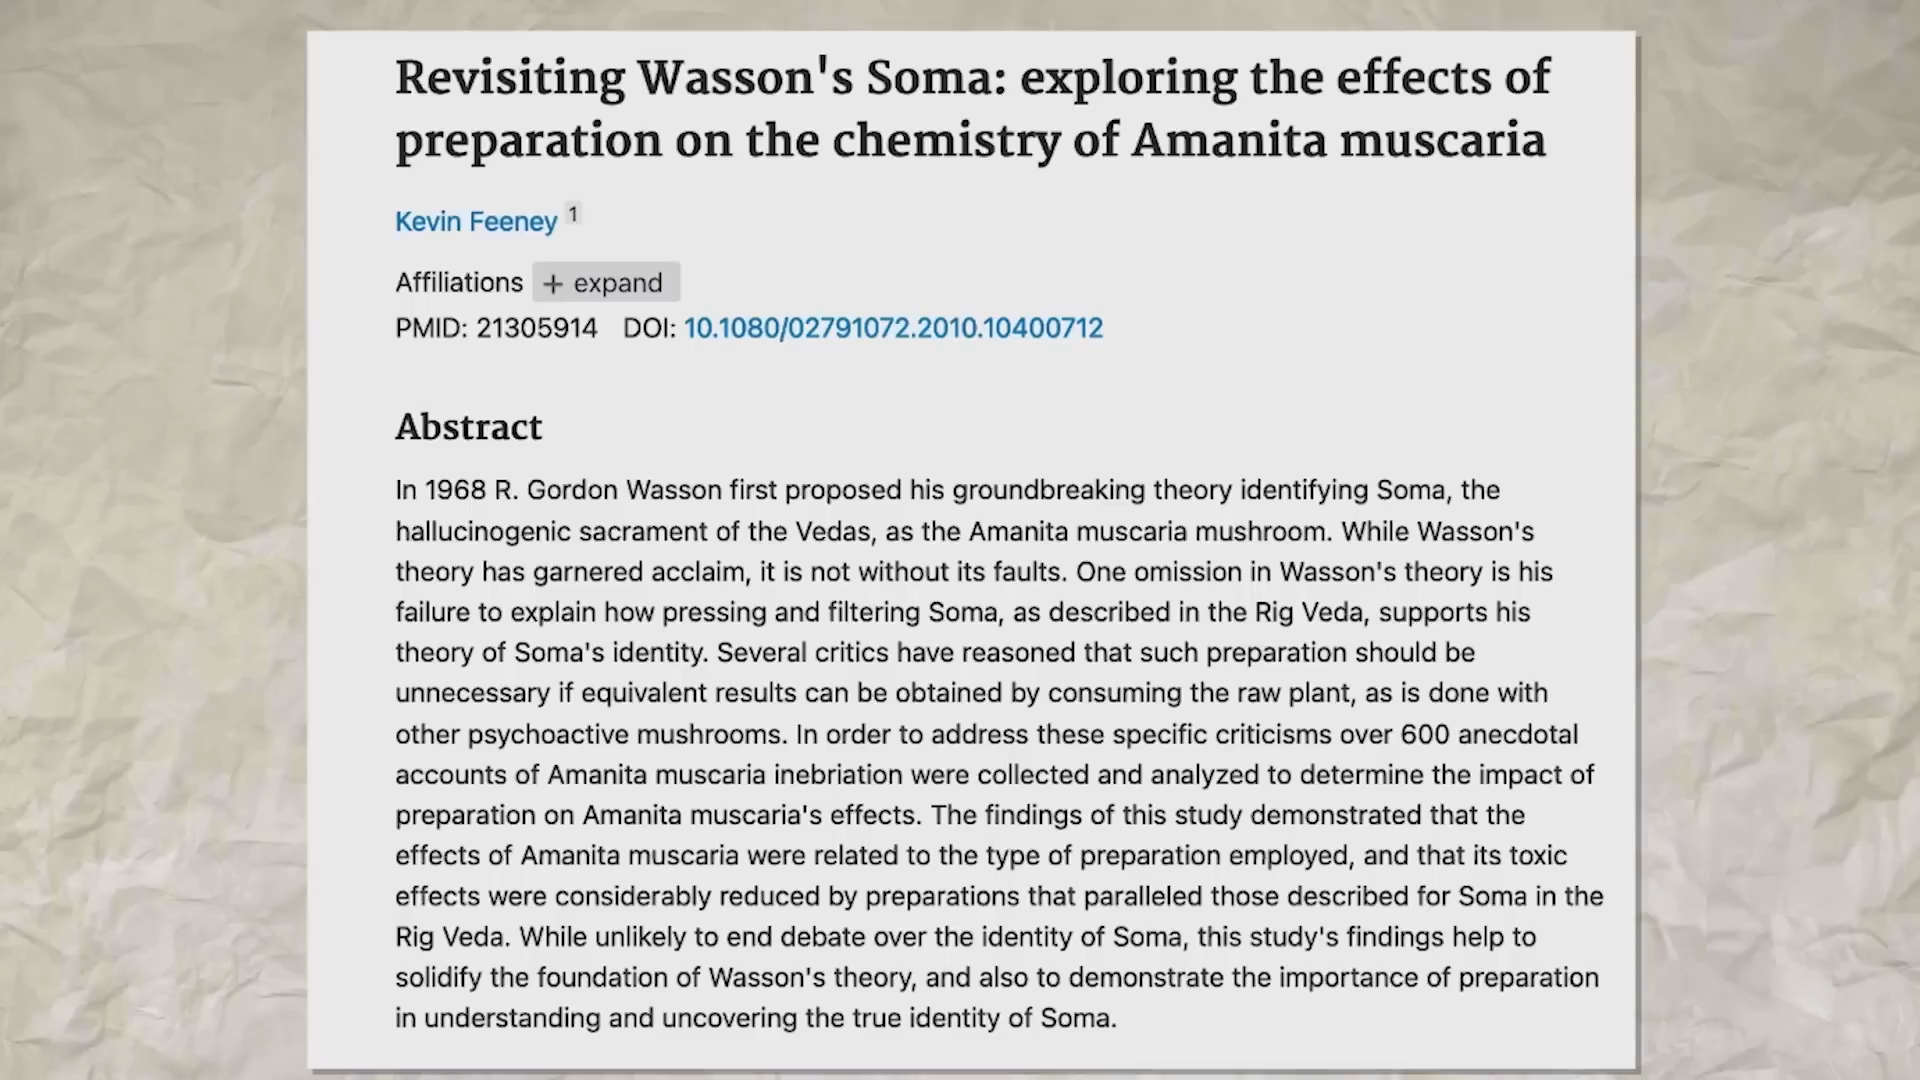 Revisiting Wasson's Soma: exploring the effects of
preparation on the chemistry of Amanita muscaria
Kevin Feeney 1
Affiliations + expand
PMID: 21305914 DOI: 10.1080/02791072.2010.10400712
Abstract
In 1968 R. Gordon Wasson first proposed his groundbreaking theory identifying Soma, the
hallucinogenic sacrament of the Vedas, as the Amanita muscaria mushroom. While Wasson's
theory has garnered acclaim, it is not without its faults. One omission in Wasson's theory is his
failure to explain how pressing and filtering Soma, as described in the Rig Veda, supports his
theory of Soma's identity. Several critics have reasoned that such preparation should be
unnecessary if equivalent results can be obtained by consuming the raw plant, as is done with
other psychoactive mushrooms. In order to address these specific criticisms over 600 anecdotal
accounts of Amanita muscaria inebriation were collected and analyzed to determine the impact of
preparation on Amanita muscaria's effects. The findings of this study demonstrated that the
effects of Amanita muscaria were related to the type of preparation employed, and that its toxic
effects were considerably reduced by preparations that paralleled those described for Soma in the
Rig Veda. While unlikely to end debate over the identity of Soma, this study's findings help to
solidify the foundation of Wasson's theory, and also to demonstrate the importance of preparation
in understanding and uncovering the true identity of Soma.